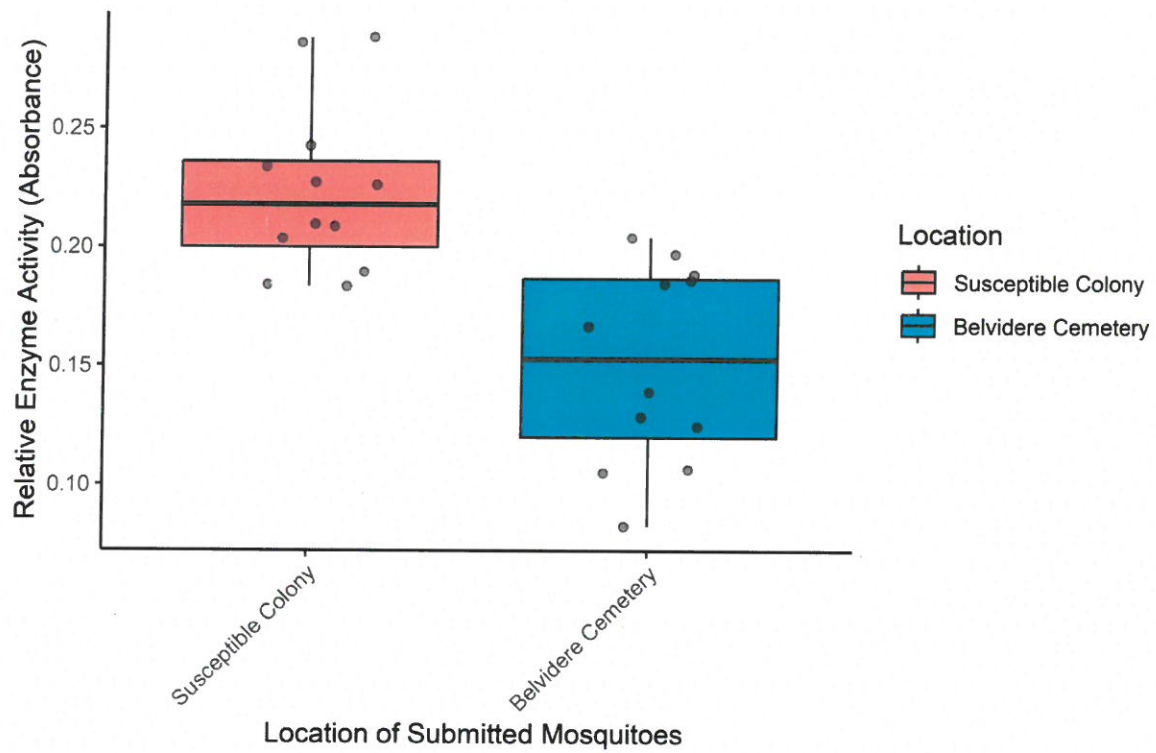 Relative Enzyme Activity (Absorbance)
0.25
0.20
0.15
0.10
Susceptible Colony
Belvidere Cemetery
Location of Submitted Mosquitoes
Location
Susceptible Colony
Belvidere Cemetery